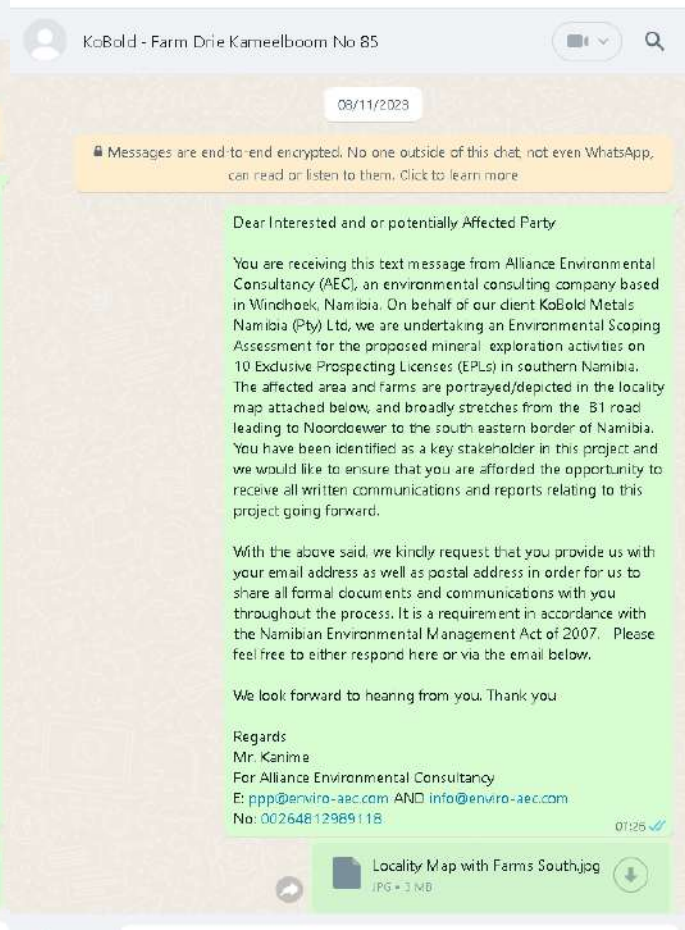 KoBold - Farm Drie Kameelboom No 85
08/11/2023
Messages are end-to-end encrypted. No one outside of this chat, not even WhatsApp,
can read or listen to them. Click to learn more
Dear Interested and or potentially Affected Party
You are receiving this text message from Alliance Environmental
Consultancy (AEC), an environmental consulting company based
in Windhoek, Namibia. On behalf of our client KoBold Metals
Namibia (Pty) Ltd, we are undertaking an Environmental Scoping
Assessment for the proposed mineral exploration activities on
10 Exclusive Prospecting Licenses (EPLs) in southern Namibia.
The affected area and farms are portrayed/depicted in the locality
map attached below, and broadly stretches from the B1 road
leading to Noordoewer to the south eastern border of Namibia.
You have been identified as a key stakeholder in this project and
we would like to ensure that you are afforded the opportunity to
receive all written communications and reports relating to this
project going forward.
With the above said, we kindly request that you provide us with
your email address as well as postal address in order for us to
share all formal documents and communications with you
throughout the process. It is a requirement in accordance with
the Namibian Environmental Management Act of 2007. Please
feel free to either respond here or via the email below.
We look forward to hearing from you. Thank you
Regards
Mr. Kanime
For Alliance Environmental Consultancy
E: ppp@enviro-aec.com AND info@enviro-aec.com
No: 00264812989118
07:26
Locality Map with Farms South.jpg
JPG • 3 MB